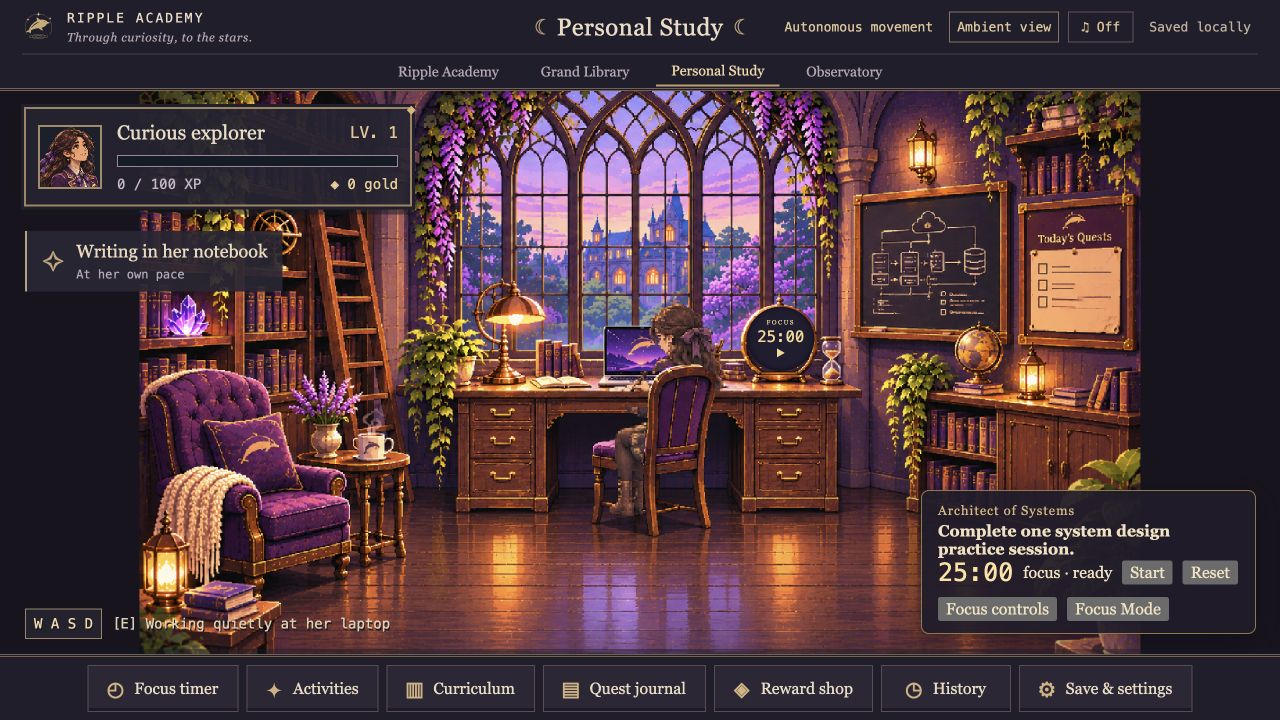 RIPPLE ACADEMY
Through curiosity, to the stars.
Personal Study
Autonomous movement
Ambient view
♫ Off
Saved locally
Ripple Academy
Grand Library
Personal Study
Observatory
Curious explorer
LV. 1
0 / 100 XP
◆ 0 gold
Writing in her notebook
At her own pace
Today's Quests
FOCUS
25:00
Architect of Systems
Complete one system design
practice session.
25:00 focus · ready
Start
Reset
Focus controls
Focus Mode
W A S D
[E] Working quietly at her laptop
Focus timer
Activities
Curriculum
Quest journal
Reward shop
History
Save & settings